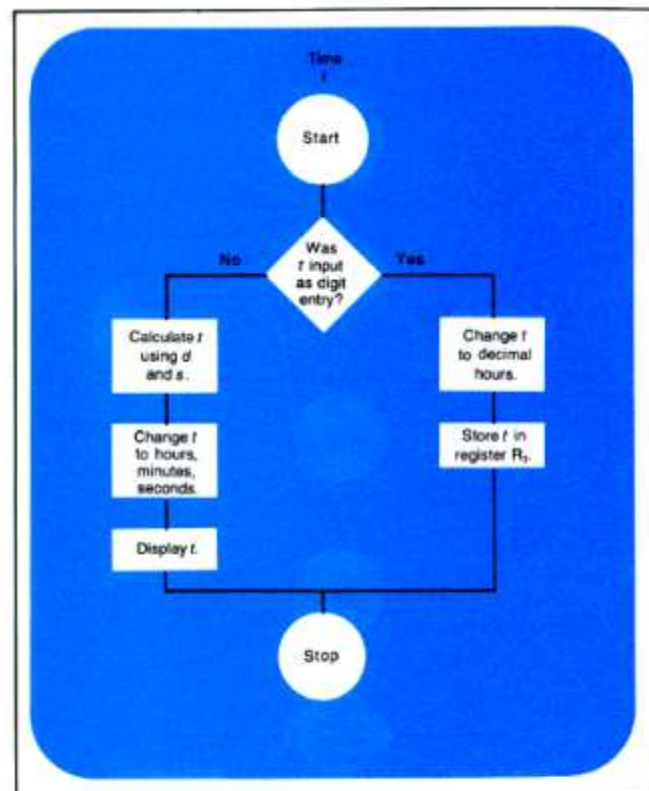 Time
t
Start
Was
t input
as digit
entry?
No
Yes
Calculate t
using d
and s.
Change t
to hours,
minutes,
seconds.
Display t.
Change t
to decimal
hours.
Store t in
register R₁.
Stop